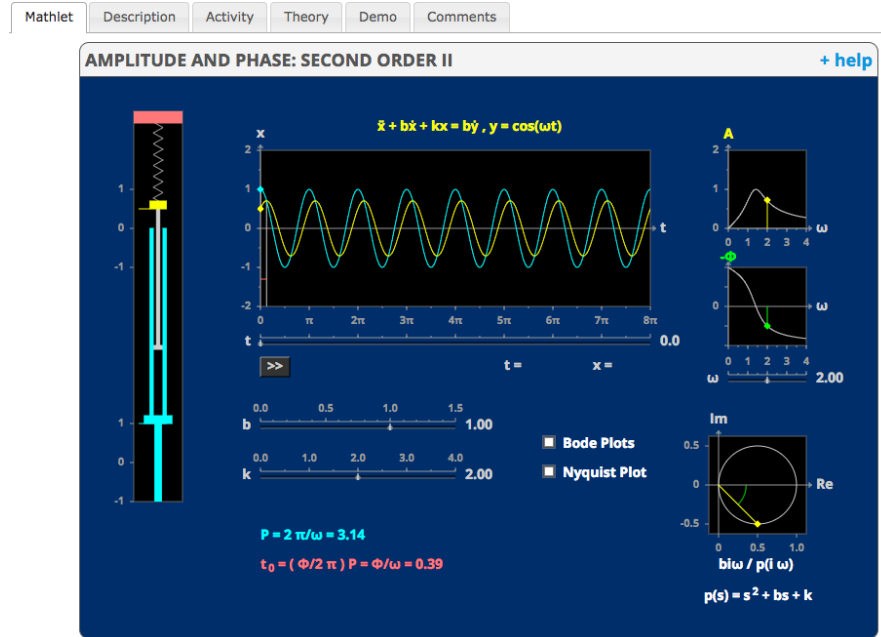 Mathlet Description Activity Theory Demo Comments
AMPLITUDE AND PHASE: SECOND ORDER II + help
ẍ + bẋ + kx = bẏ , y = cos(ωt)
x
2
1
0
-1
-2
t
0 π 2π 3π 4π 5π 6π 7π 8π
1
0
-1
1
0
-1
t 0.0
>> t = x =
0.0 0.5 1.0 1.5
b 1.00
0.0 1.0 2.0 3.0 4.0
k 2.00
Bode Plots
Nyquist Plot
P = 2 π/ω = 3.14
t₀ = ( Φ/2 π ) P = Φ/ω = 0.39
A
2
1
0
ω
0 1 2 3 4
-Φ
0
ω
0 1 2 3 4
ω 2.00
Im
0.5
0
-0.5
Re
0 0.5 1.0
biω / p(i ω)
p(s) = s² + bs + k